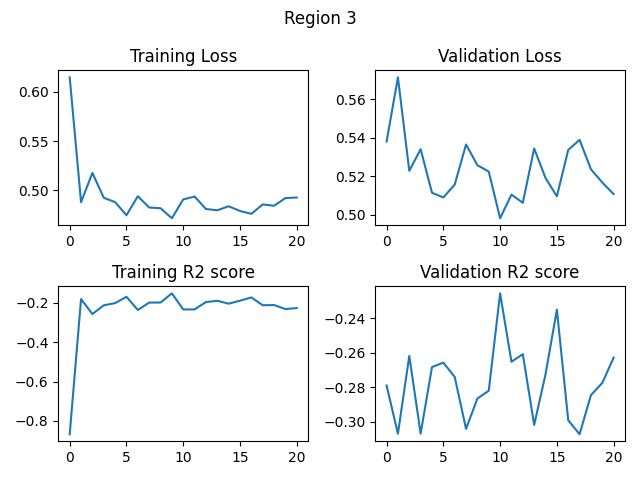 Region 3
Training Loss
Validation Loss
0.60
0.55
0.50
0 5 10 15 20
0.56
0.54
0.52
0.50
0 5 10 15 20
Training R2 score
Validation R2 score
−0.2
−0.4
−0.6
−0.8
0 5 10 15 20
−0.24
−0.26
−0.28
−0.30
0 5 10 15 20